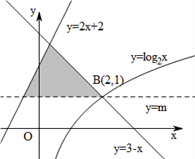 y
y=2x+2
y=log₂x
B(2,1)
y=m
O
x
y=3-x